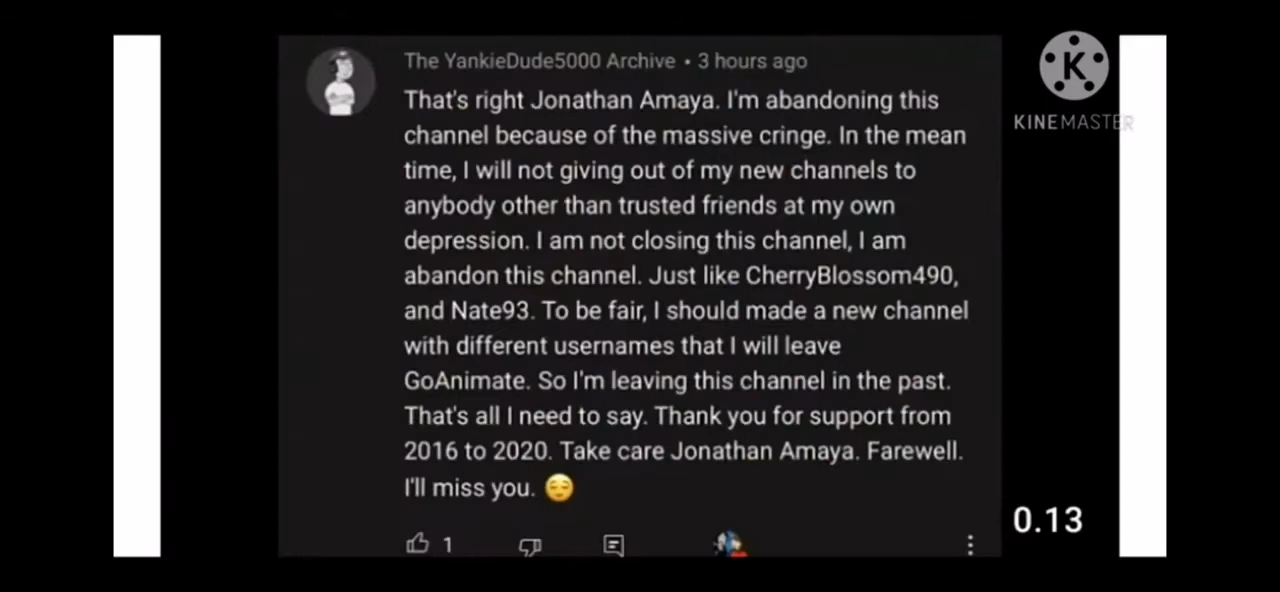 The YankieDude5000 Archive • 3 hours ago
That's right Jonathan Amaya. I'm abandoning this
channel because of the massive cringe. In the mean
time, I will not giving out of my new channels to
anybody other than trusted friends at my own
depression. I am not closing this channel, I am
abandon this channel. Just like CherryBlossom490,
and Nate93. To be fair, I should made a new channel
with different usernames that I will leave
GoAnimate. So I'm leaving this channel in the past.
That's all I need to say. Thank you for support from
2016 to 2020. Take care Jonathan Amaya. Farewell.
I'll miss you. 😌
1
K
KINEMASTER
0.13